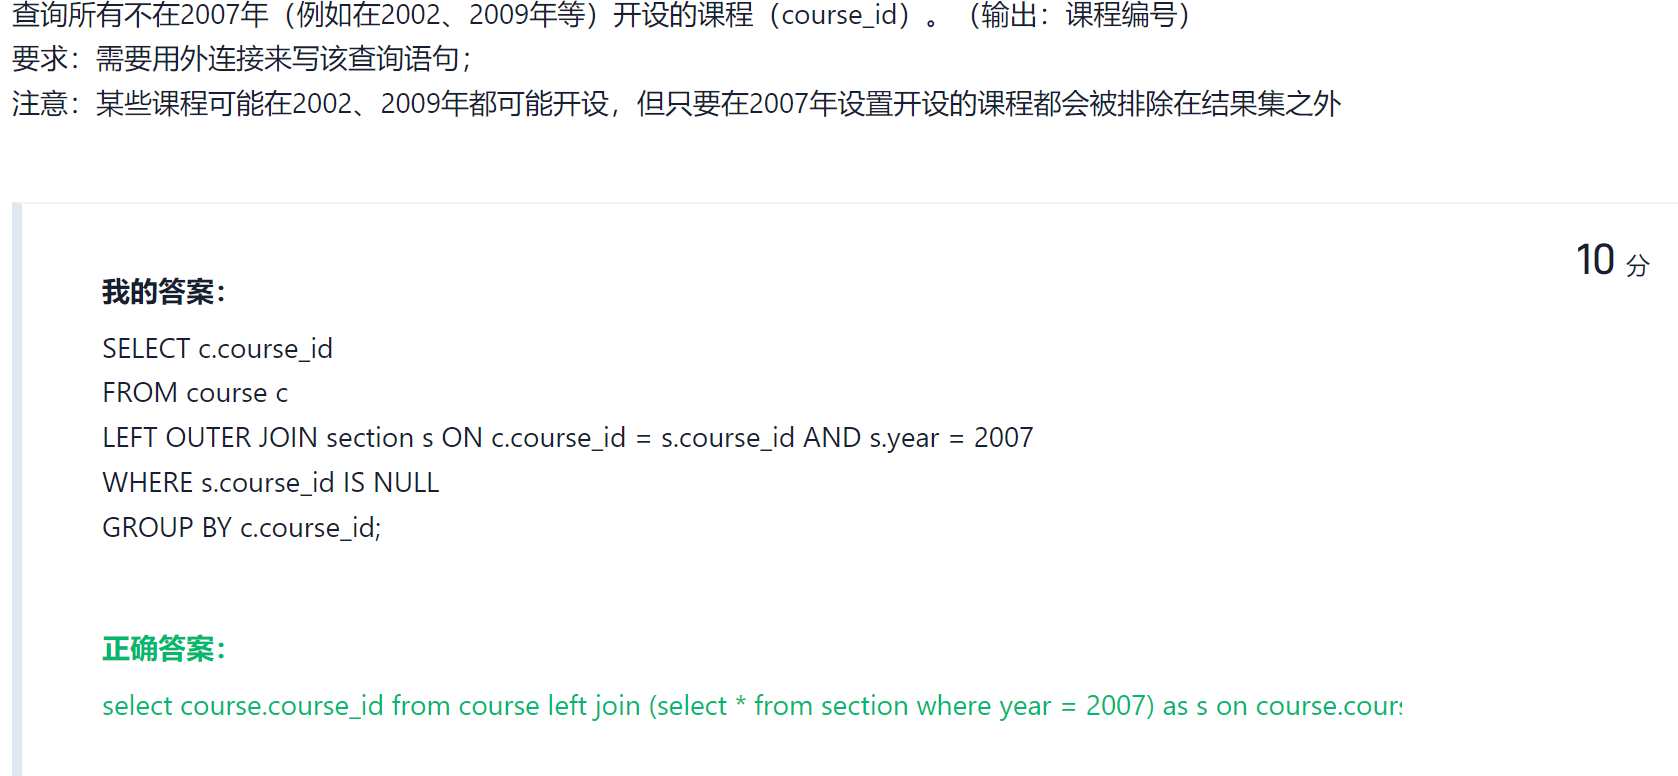 查询所有不在2007年（例如在2002、2009年等）开设的课程（course_id）。（输出：课程编号）
要求：需要用外连接来写该查询语句；
注意：某些课程可能在2002、2009年都可能开设，但只要在2007年设置开设的课程都会被排除在结果集之外
10 分
我的答案：
SELECT c.course_id
FROM course c
LEFT OUTER JOIN section s ON c.course_id = s.course_id AND s.year = 2007
WHERE s.course_id IS NULL
GROUP BY c.course_id;
正确答案：
select course.course_id from course left join (select * from section where year = 2007) as s on